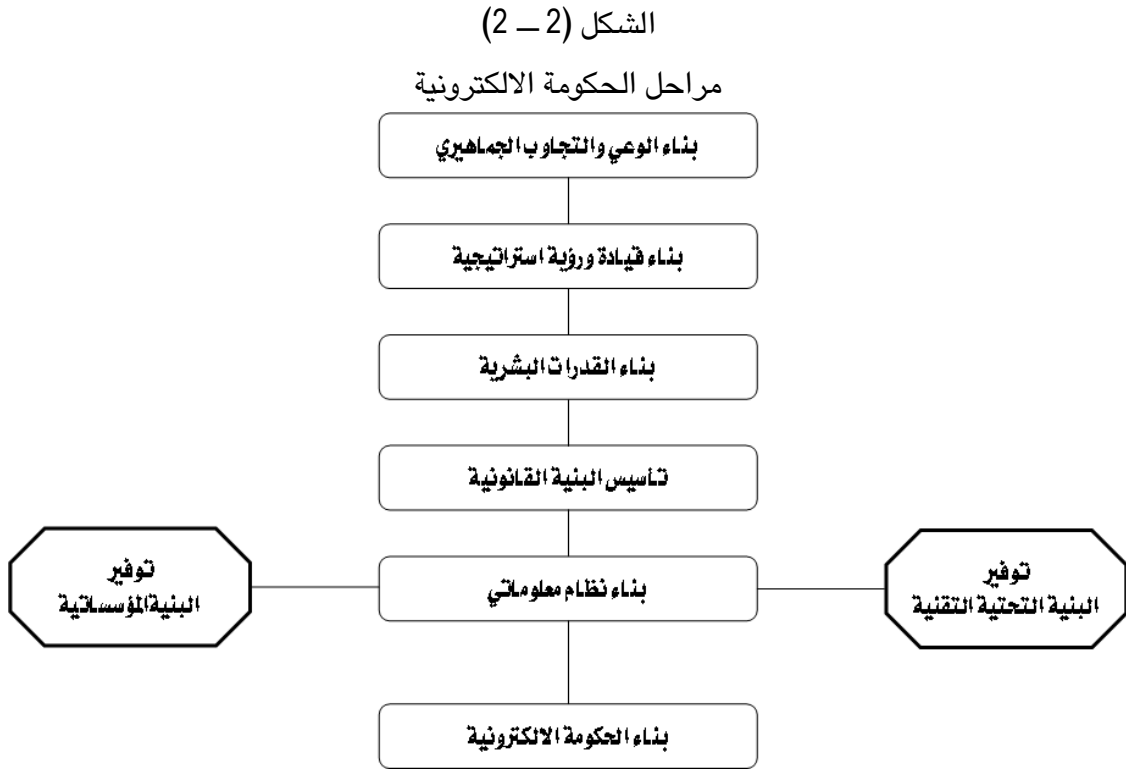 الشكل (2 – 2)
مراحل الحكومة الالكترونية
بناء الوعي والتجاوب الجماهيري
بناء قيادة ورؤية استراتيجية
بناء القدرات البشرية
تأسيس البنية القانونية
توفير
البنية التحتية التقنية
بناء نظام معلوماتي
توفير
البنية المؤسساتية
بناء الحكومة الالكترونية